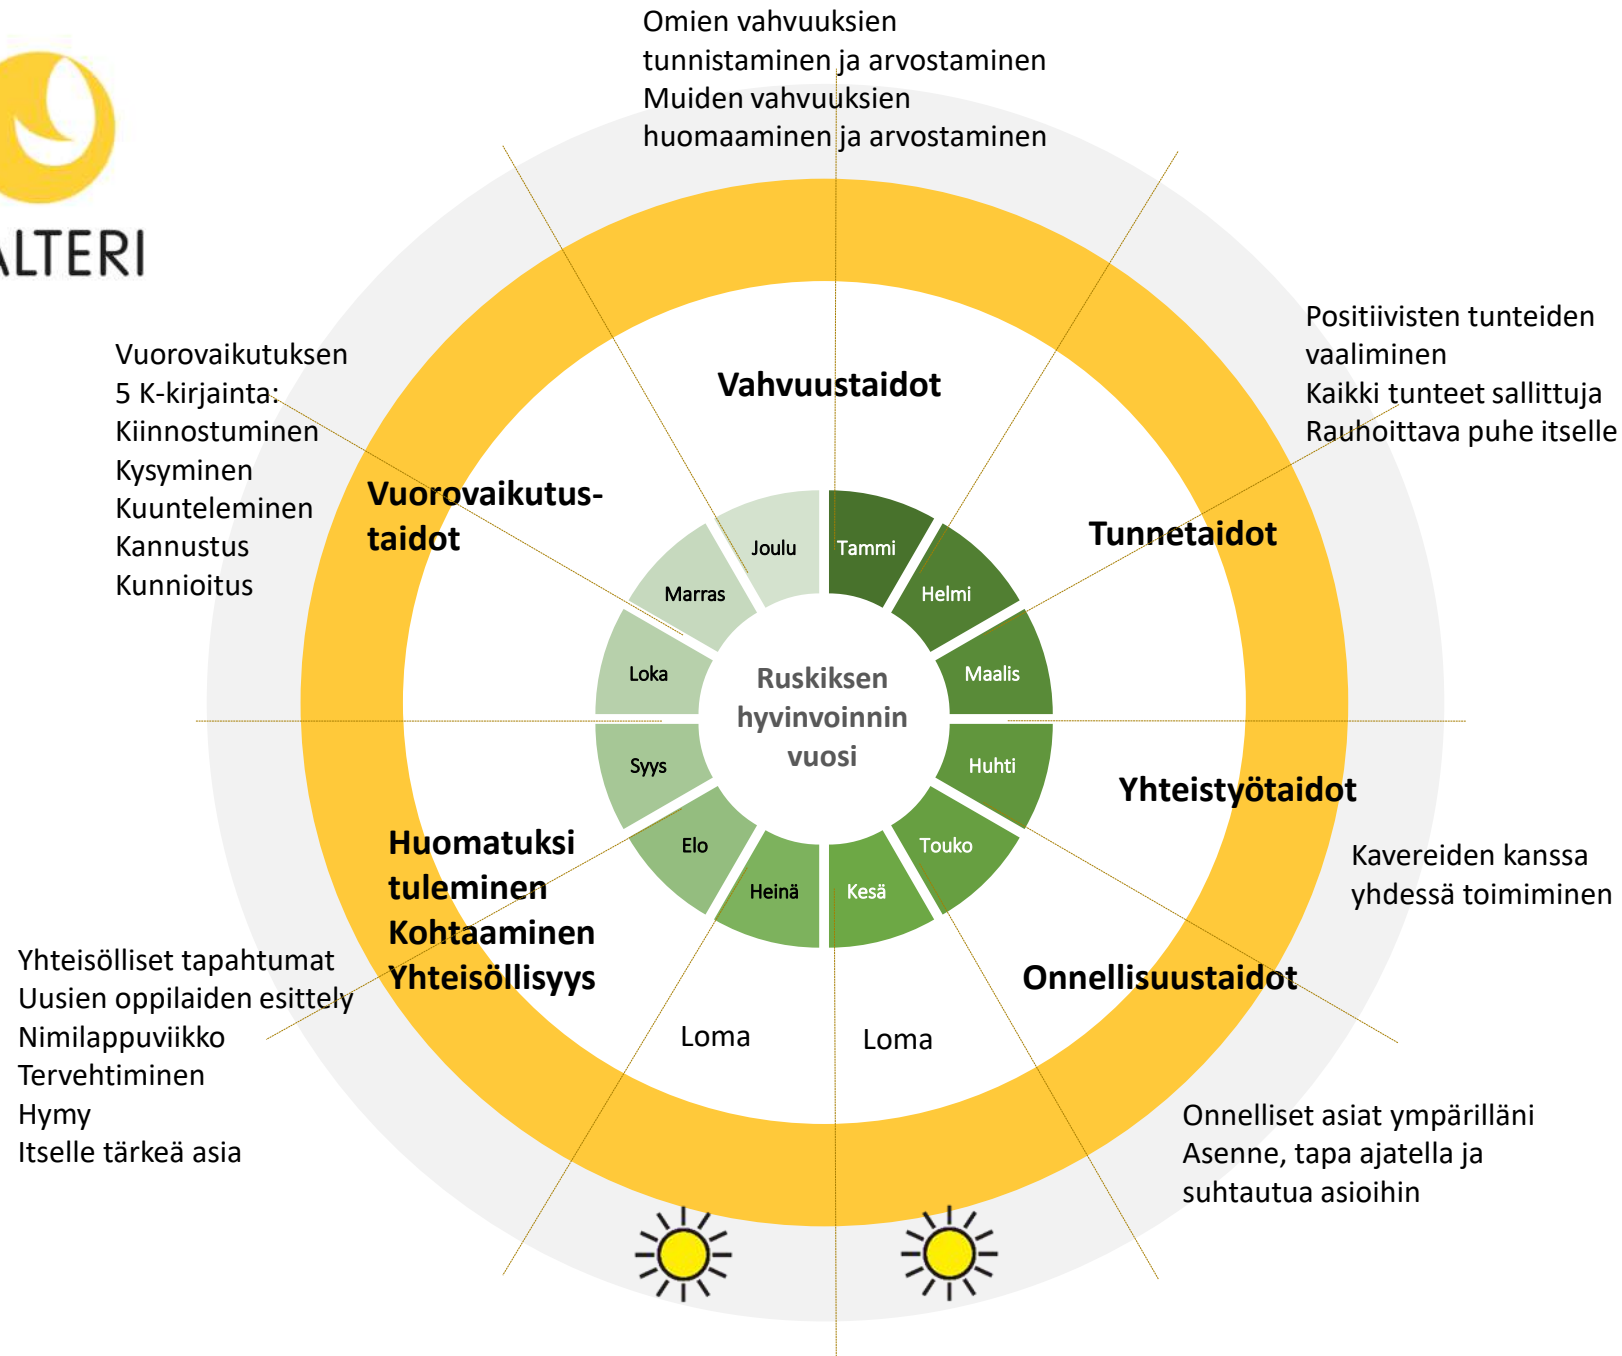 Omien vahvuuksien
tunnistaminen ja arvostaminen
Muiden vahvuuksien
huomaaminen ja arvostaminen
ALTERI
Positiivisten tunteiden
vaaliminen
Kaikki tunteet sallittuja
Rauhoittava puhe itselle
Vuorovaikutuksen
5 K-kirjainta:
Kiinnostuminen
Kysyminen
Kuunteleminen
Kannustus
Kunnioitus
Vahvuustaidot
Vuorovaikutus-
taidot
Tunnetaidot
Joulu
Tammi
Marras
Helmi
Loka
Maalis
Ruskiksen
hyvinvoinnin
vuosi
Syys
Huhti
Elo
Touko
Heinä
Kesä
Yhteistyötaidot
Kavereiden kanssa
yhdessä toimiminen
Huomatuksi
tuleminen
Kohtaaminen
Yhteisöllisyys
Onnellisuustaidot
Yhteisölliset tapahtumat
Uusien oppilaiden esittely
Nimilappuviikko
Tervehtiminen
Hymy
Itselle tärkeä asia
Loma
Loma
Onnelliset asiat ympärilläni
Asenne, tapa ajatella ja
suhtautua asioihin